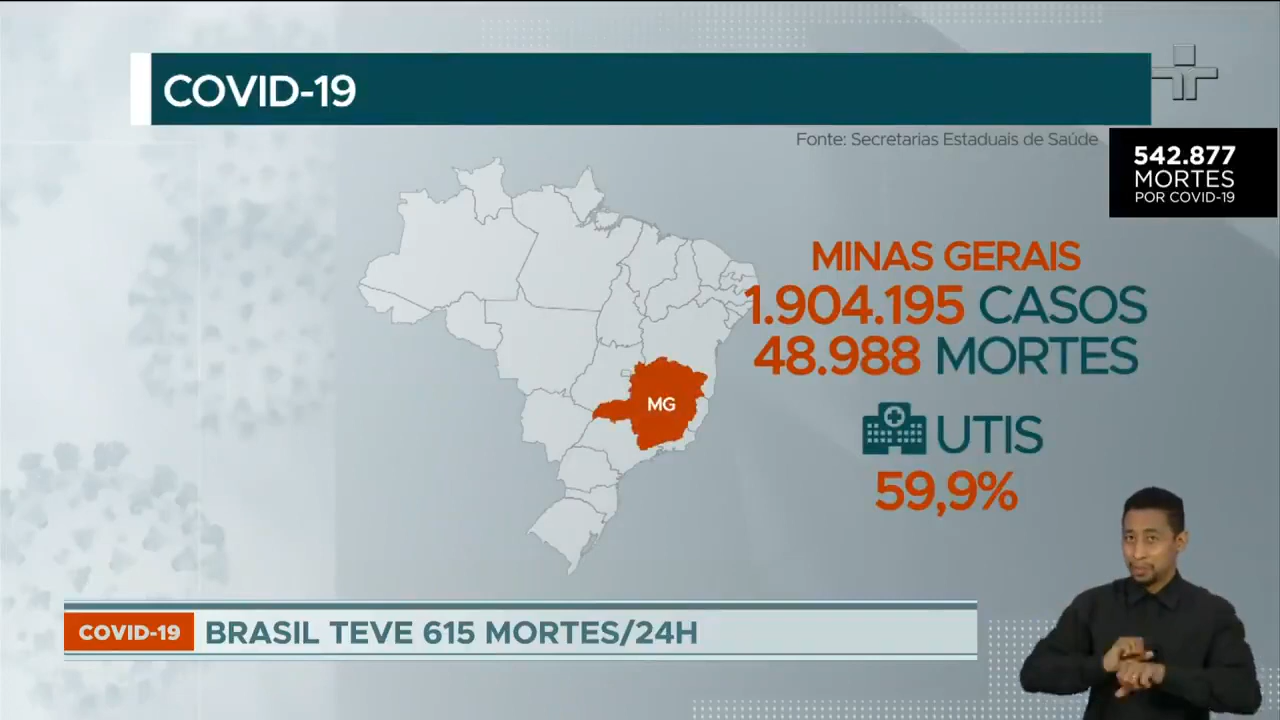 COVID-19
Fonte: Secretarias Estaduais de Saúde
542.877
MORTES
POR COVID-19
MINAS GERAIS
1.904.195 CASOS
48.988 MORTES
MG
UTIS
59,9%
COVID-19 BRASIL TEVE 615 MORTES/24H